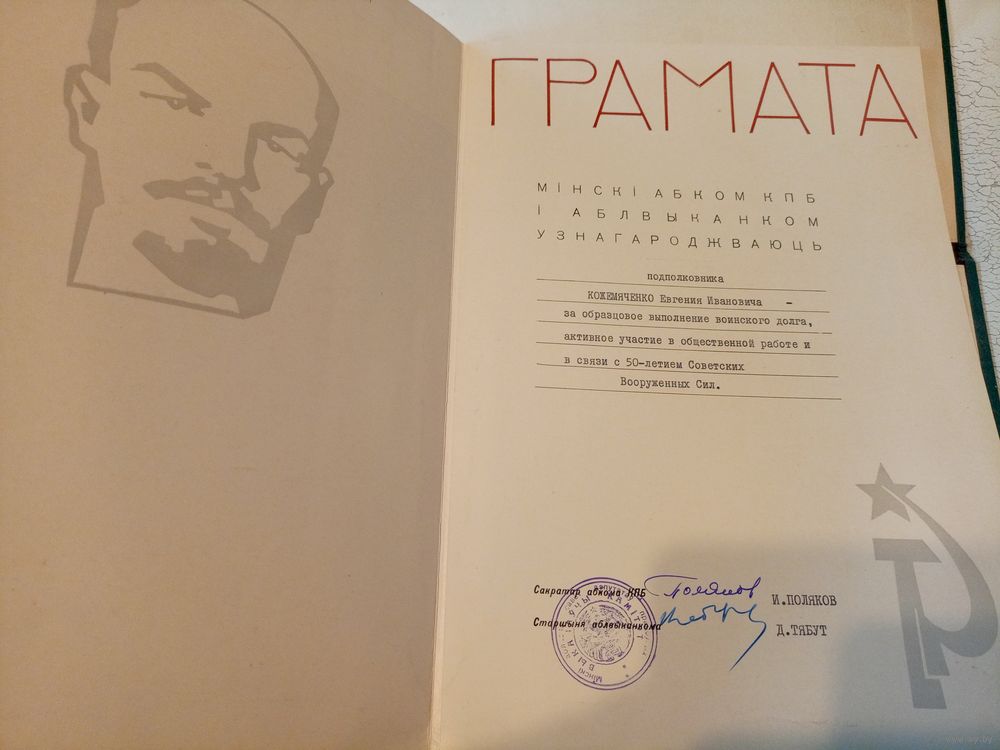 ГРАМАТА
МІНСКІ АБКОМ КПБ
І АБЛВЫКАНКОМ
УЗНАГАРОДЖВАЮЦЬ
подполковника
КОЖЕМЯЧЕНКО Евгения Ивановича –
за образцовое выполнение воинского долга,
активное участие в общественной работе и
в связи с 50-летием Советских
Вооруженных Сил.
Сакратар абкома КПБ Поляков И.ПОЛЯКОВ
Старшыня аблвыканкома Д.ТЯБУТ